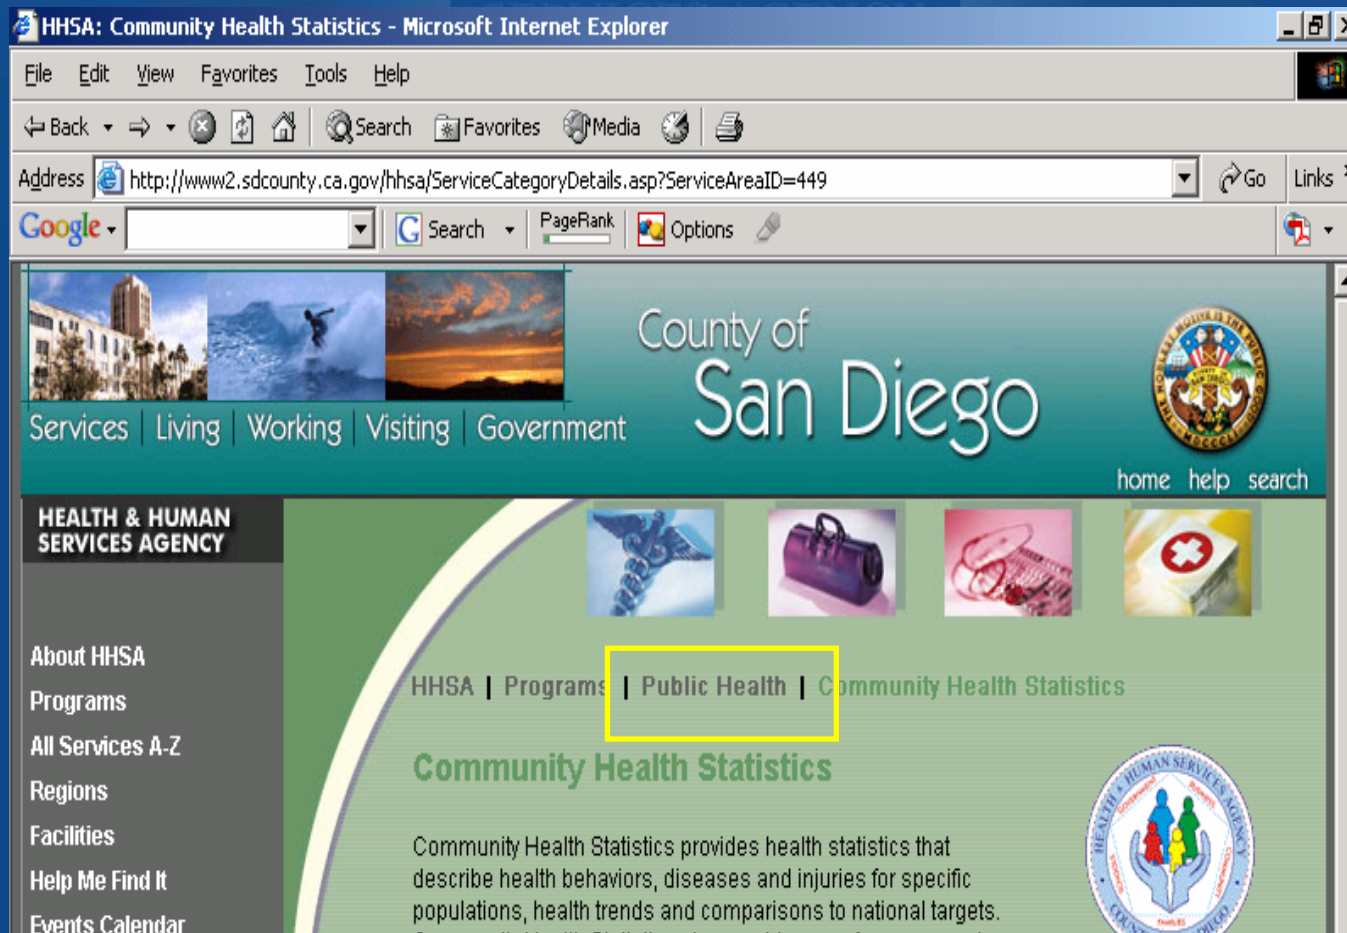 HHSA: Community Health Statistics - Microsoft Internet Explorer
File Edit View Favorites Tools Help
Back Search Favorites Media
Address http://www2.sdcounty.ca.gov/hhsa/ServiceCategoryDetails.asp?ServiceAreaID=449 Go Links
Google Search PageRank Options
County of
San Diego
Services | Living | Working | Visiting | Government
home help search
HEALTH & HUMAN
SERVICES AGENCY
About HHSA
Programs
All Services A-Z
Regions
Facilities
Help Me Find It
Events Calendar
HHSA | Programs | Public Health | Community Health Statistics
Community Health Statistics
Community Health Statistics provides health statistics that
describe health behaviors, diseases and injuries for specific
populations, health trends and comparisons to national targets.
HEALTH & HUMAN SERVICES AGENCY